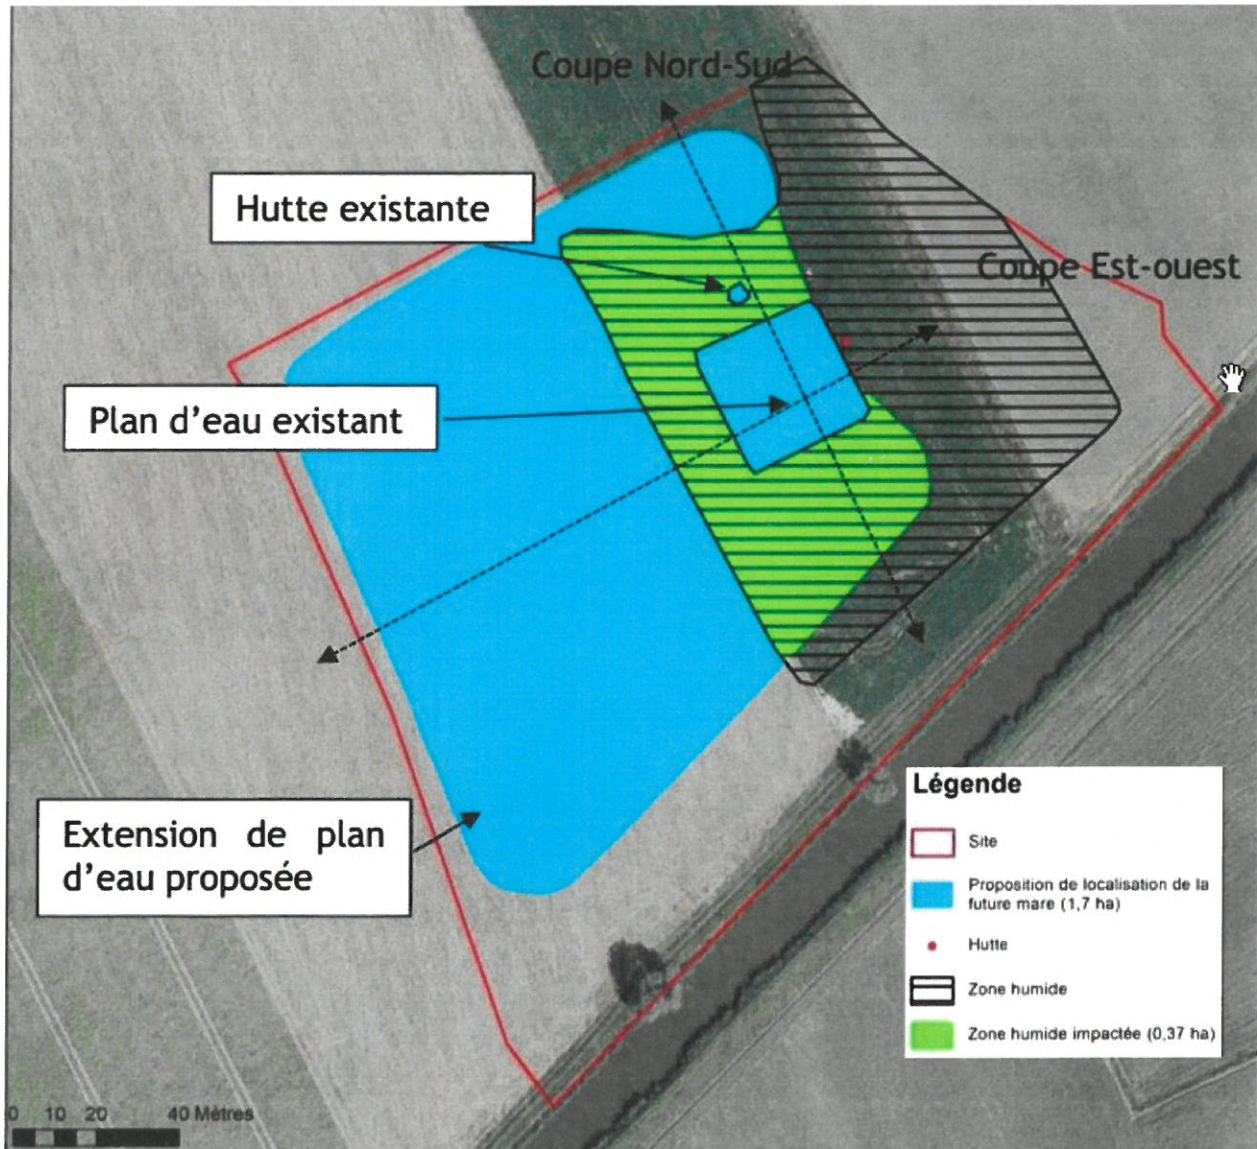 Coupe Nord-Sud
Hutte existante
Coupe Est-ouest
Plan d'eau existant
Extension de plan
d'eau proposée
Légende
Site
Proposition de localisation de la
future mare (1,7 ha)
Hutte
Zone humide
Zone humide impactée (0,37 ha)
0 10 20 40 Mètres